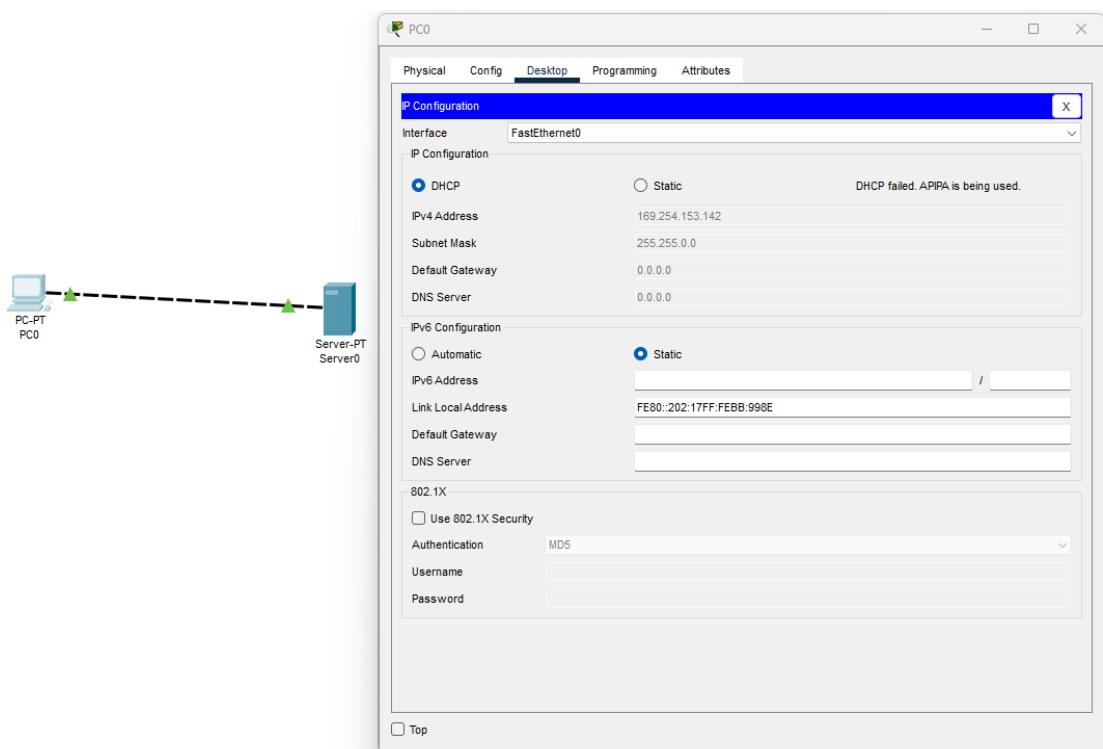 PC0
Physical Config Desktop Programming Attributes
IP Configuration X
Interface FastEthernet0
IP Configuration
DHCP Static DHCP failed. APIPA is being used.
IPv4 Address 169.254.153.142
Subnet Mask 255.255.0.0
Default Gateway 0.0.0.0
DNS Server 0.0.0.0
IPv6 Configuration
Automatic Static
IPv6 Address /
Link Local Address FE80::202:17FF:FEBB:998E
Default Gateway
DNS Server
802.1X
Use 802.1X Security
Authentication MD5
Username
Password
Top
PC-PT
PC0
Server-PT
Server0